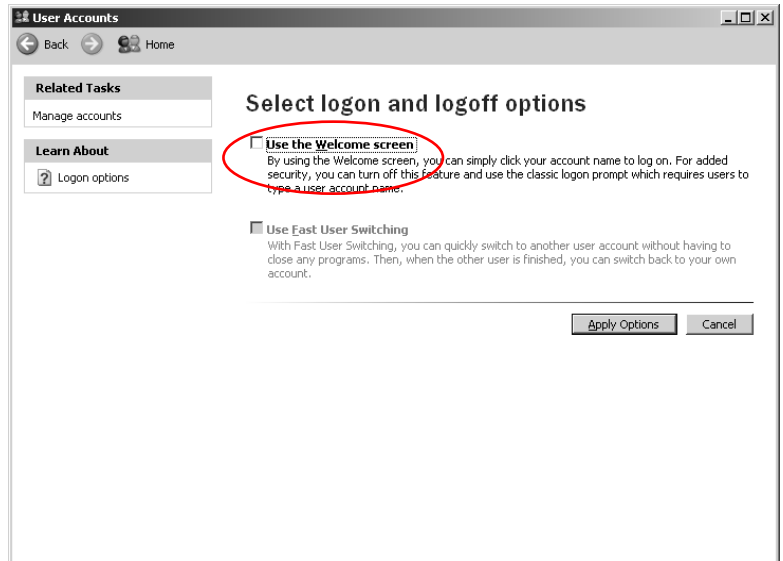 User Accounts
Back Home
Related Tasks
Manage accounts
Learn About
? Logon options
Select logon and logoff options
Use the Welcome screen
By using the Welcome screen, you can simply click your account name to log on. For added
security, you can turn off this feature and use the classic logon prompt which requires users to
type a user account name.
Use Fast User Switching
With Fast User Switching, you can quickly switch to another user account without having to
close any programs. Then, when the other user is finished, you can switch back to your own
account.
Apply Options Cancel